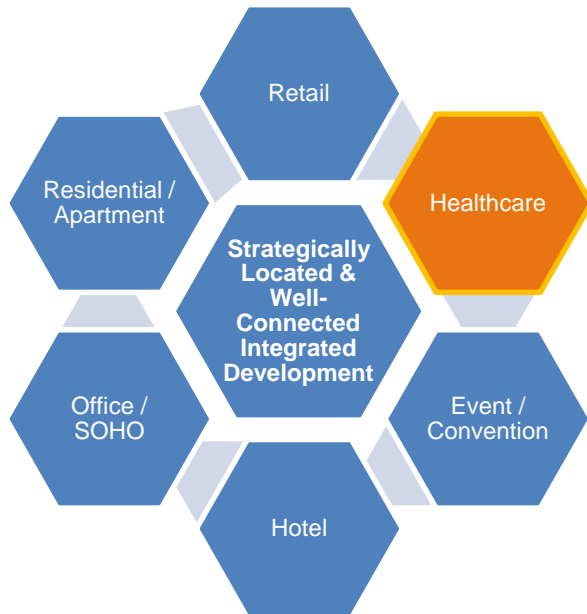 Retail
Healthcare
Residential /
Apartment
Strategically
Located &
Well-
Connected
Integrated
Development
Office /
SOHO
Event /
Convention
Hotel